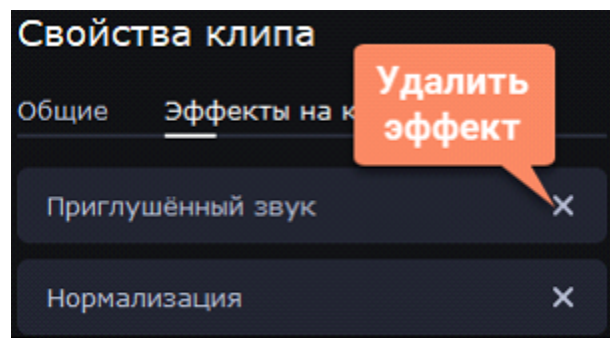 Свойства клипа
Удалить
эффект
Общие Эффекты на к
Приглушённый звук
Нормализация